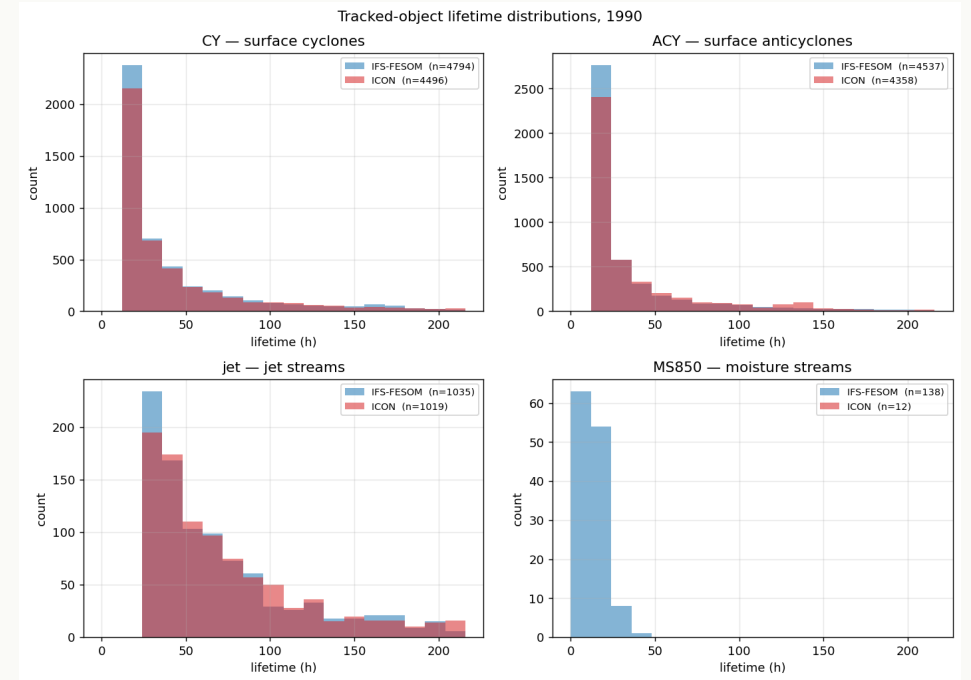 Tracked-object lifetime distributions, 1990
CY — surface cyclones
IFS-FESOM (n=4794)
ICON (n=4496)
count
2000
1500
1000
500
0
0 50 100 150 200
lifetime (h)
ACY — surface anticyclones
IFS-FESOM (n=4537)
ICON (n=4358)
count
2500
2000
1500
1000
500
0
0 50 100 150 200
lifetime (h)
jet — jet streams
IFS-FESOM (n=1035)
ICON (n=1019)
count
200
150
100
50
0
0 50 100 150 200
lifetime (h)
MS850 — moisture streams
IFS-FESOM (n=138)
ICON (n=12)
count
60
50
40
30
20
10
0
0 50 100 150 200
lifetime (h)